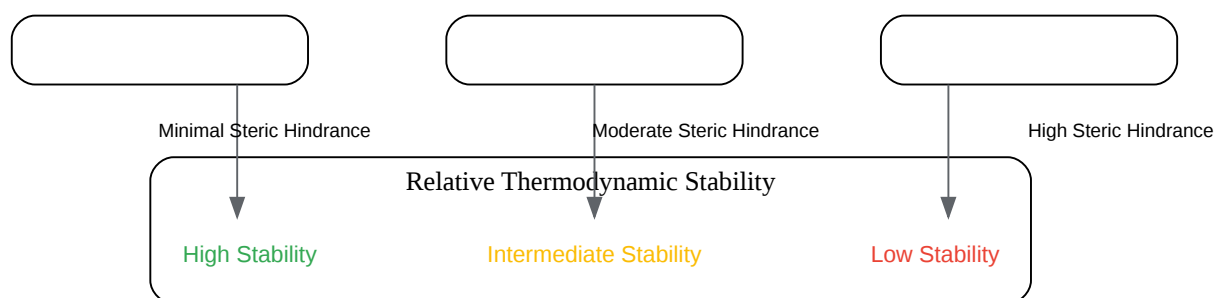 Minimal Steric Hindrance
Moderate Steric Hindrance
High Steric Hindrance
Relative Thermodynamic Stability
High Stability
Intermediate Stability
Low Stability